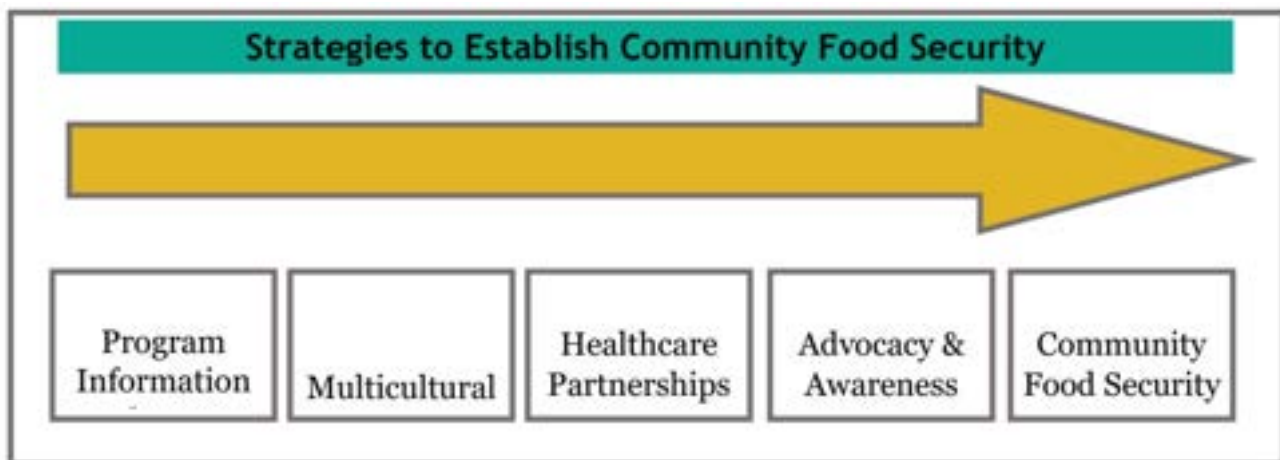 Strategies to Establish Community Food Security
Program
Information
Multicultural
Healthcare
Partnerships
Advocacy &
Awareness
Community
Food Security